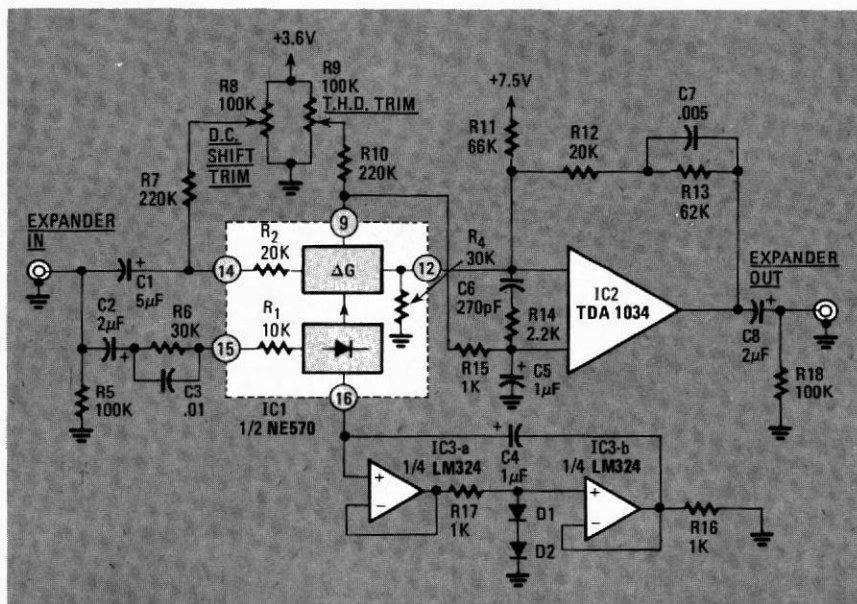 +3.6V
R8
100K
R9
100K
T.H.D. TRIM
D.C.
SHIFT
TRIM
R7
220K
R10
220K
+7.5V
R11
66K
R12
20K
C7
.005
R13
62K
EXPANDER
IN
C1
5µF
+
14
R2
20K
9
ΔG
12
R4
30K
C6
270pF
R14
2.2K
IC2
TDA 1034
EXPANDER
OUT
C8
2µF
+
R18
100K
C2
2µF
+
R6
30K
15
R1
10K
R5
100K
C3
.01
IC1
1/2 NE570
16
R15
1K
C5
1µF
+
IC3-a
1/4 LM324
+
C4
1µF
IC3-b
1/4 LM324
+
−
R17
1K
D1
D2
+
−
R16
1K